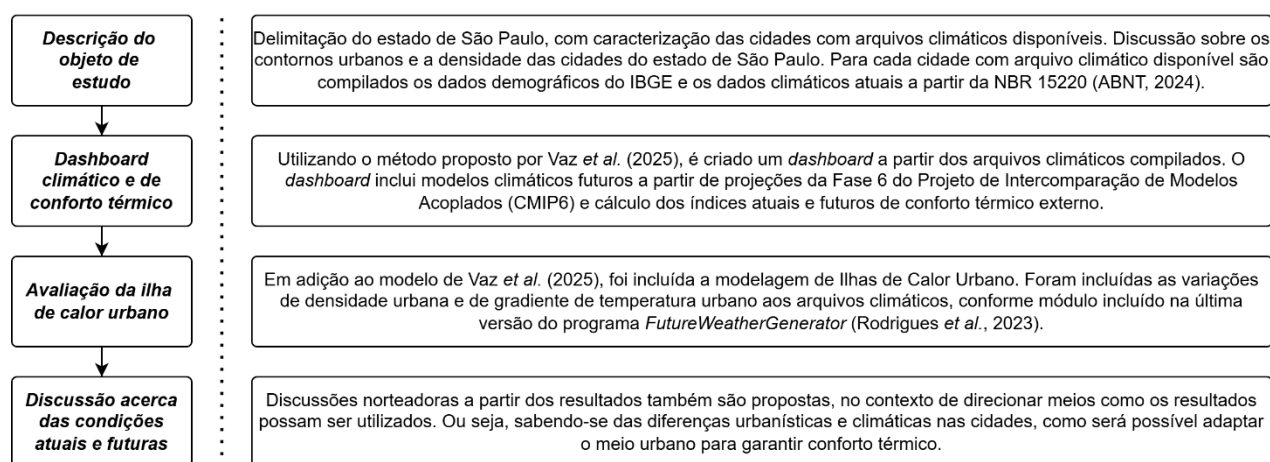 Descrição do
objeto de
estudo
Delimitação do estado de São Paulo, com caracterização das cidades com arquivos climáticos disponíveis. Discussão sobre os
contornos urbanos e a densidade das cidades do estado de São Paulo. Para cada cidade com arquivo climático disponível são
compilados os dados demográficos do IBGE e os dados climáticos atuais a partir da NBR 15220 (ABNT, 2024).
Dashboard
climático e de
conforto térmico
Utilizando o método proposto por Vaz et al. (2025), é criado um dashboard a partir dos arquivos climáticos compilados. O
dashboard inclui modelos climáticos futuros a partir de projeções da Fase 6 do Projeto de Intercomparação de Modelos
Acoplados (CMIP6) e cálculo dos índices atuais e futuros de conforto térmico externo.
Avaliação da ilha
de calor urbano
Em adição ao modelo de Vaz et al. (2025), foi incluída a modelagem de Ilhas de Calor Urbano. Foram incluídas as variações
de densidade urbana e de gradiente de temperatura urbano aos arquivos climáticos, conforme módulo incluído na última
versão do programa FutureWeatherGenerator (Rodrigues et al., 2023).
Discussão acerca
das condições
atuais e futuras
Discussões norteadoras a partir dos resultados também são propostas, no contexto de direcionar meios como os resultados
possam ser utilizados. Ou seja, sabendo-se das diferenças urbanísticas e climáticas nas cidades, como será possível adaptar
o meio urbano para garantir conforto térmico.